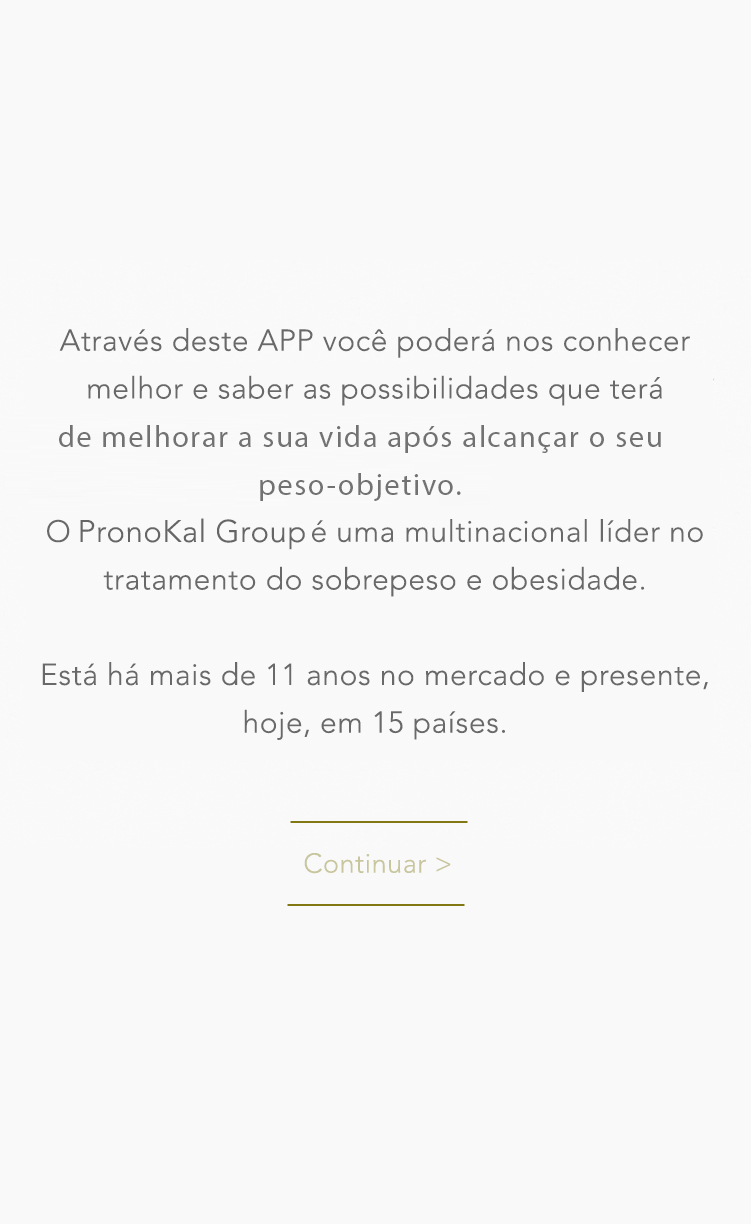 Através deste APP você poderá nos conhecer
melhor e saber as possibilidades que terá
de melhorar a sua vida após alcançar o seu
peso-objetivo.
O PronoKal Group é uma multinacional líder no
tratamento do sobrepeso e obesidade.
Está há mais de 11 anos no mercado e presente,
hoje, em 15 países.
Continuar >